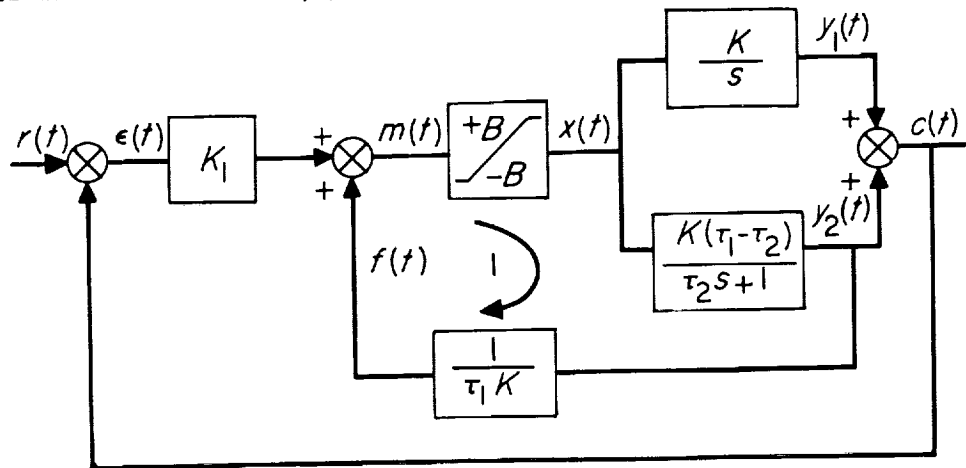 r(t)
ϵ(t)
K₁
+
+
m(t)
+B
-B
x(t)
K
s
y₁(t)
+
+
c(t)
K(τ₁-τ₂)
τ₂s+1
y₂(t)
f(t)
1
1
τ₁K